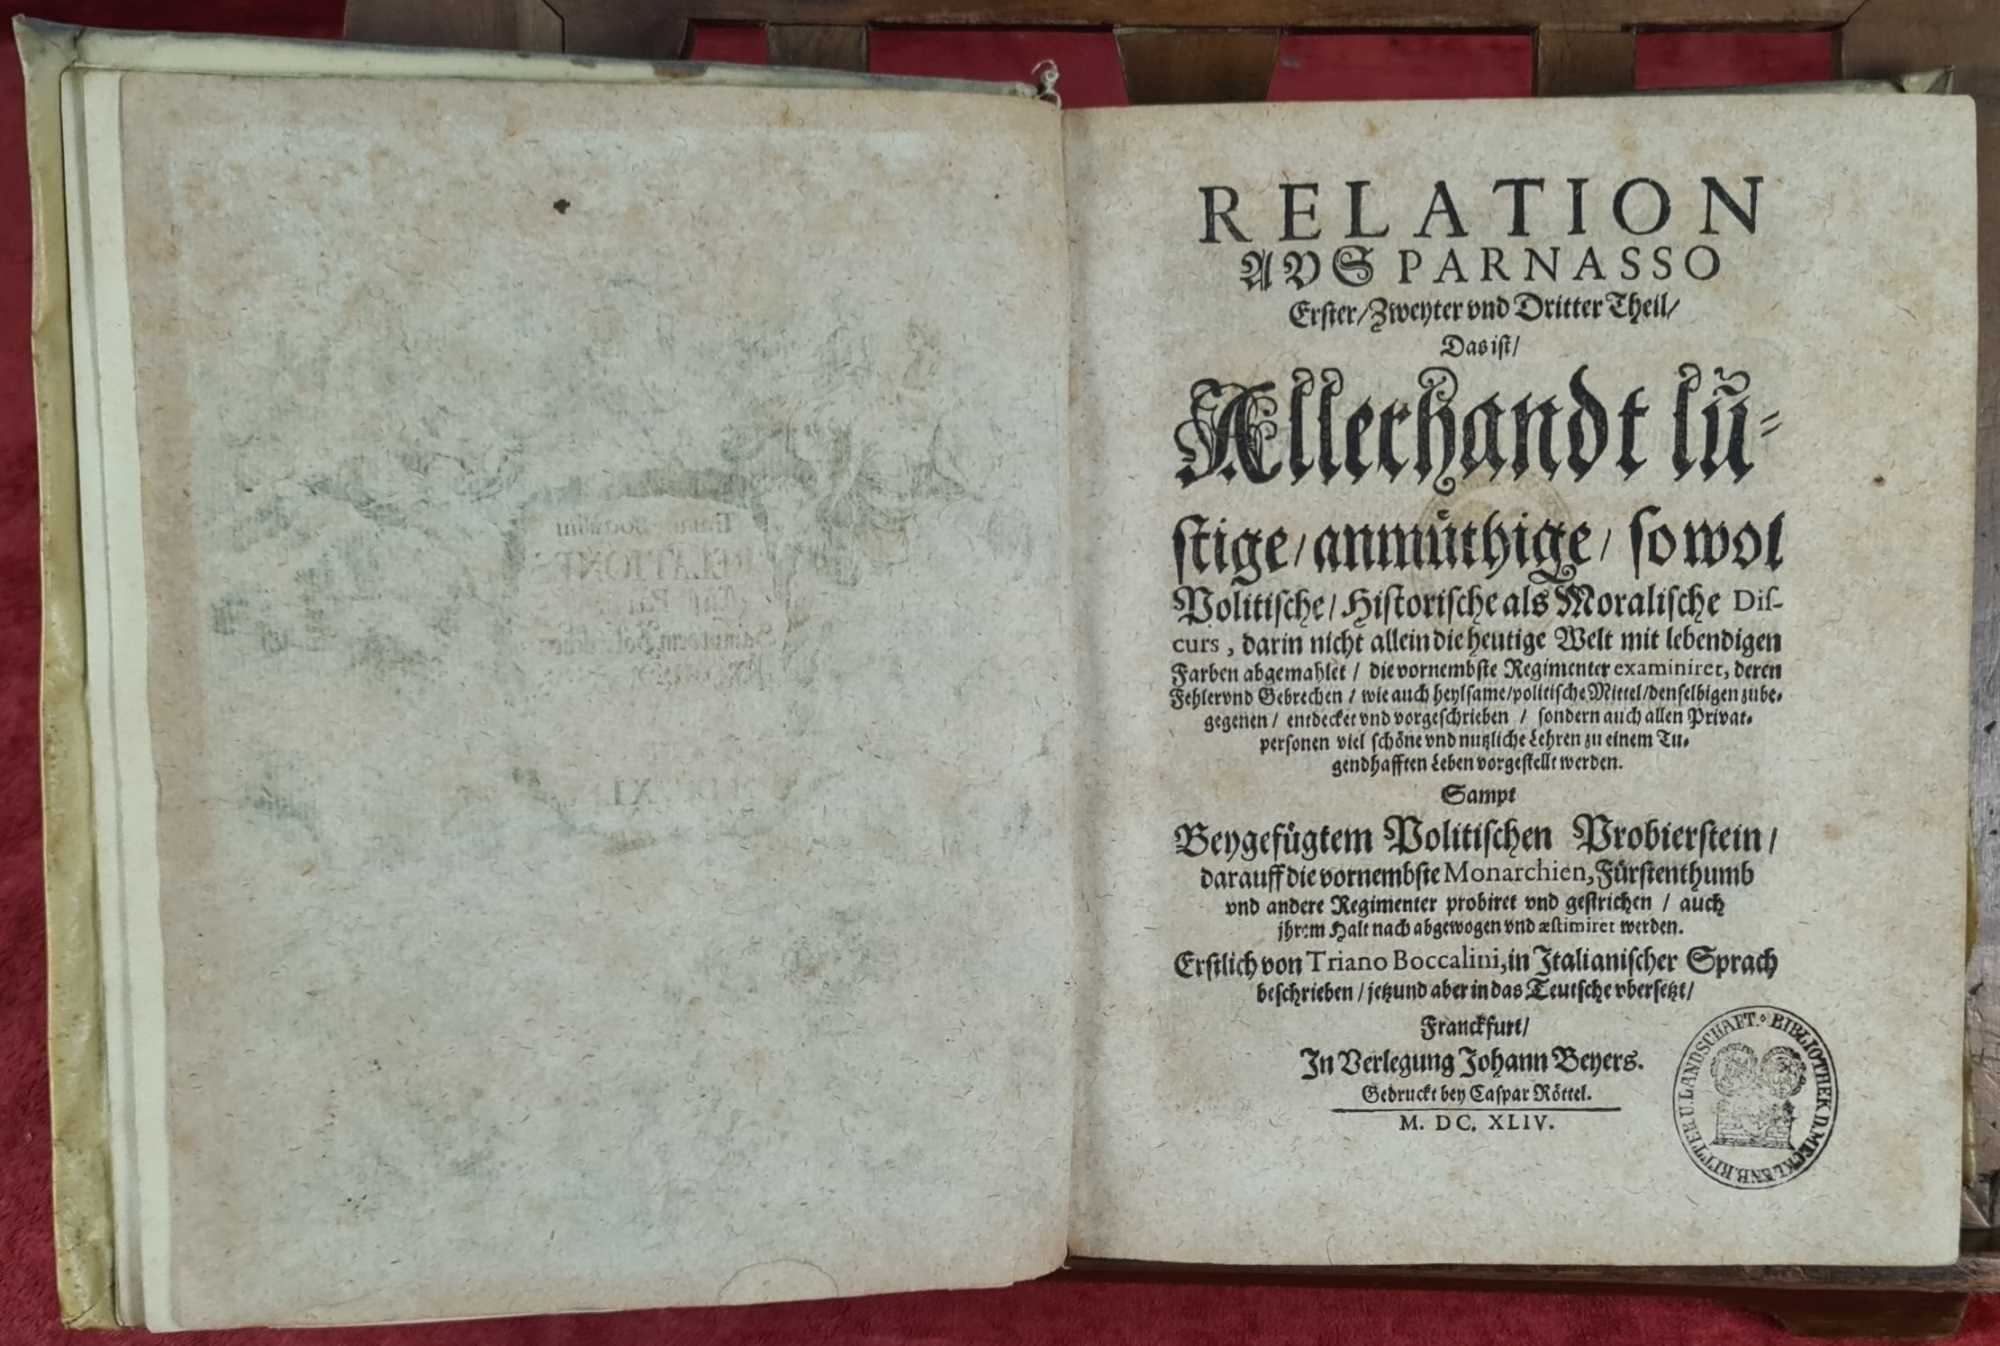 RELATION
AVS PARNASSO
Erster/Zweyter vnd Dritter Theil/
Das ist/
Allerhandt lü-
stige/anmüthige/sowol
Politische/Historische als Moralische Dis-
curs, darin nicht allein die heutige Welt mit lebendigen
Farben abgemahlet / die vornembste Regimenter examiniret, deren
Fehler vnd Gebrechen / wie auch heylsame/politische Mittel/denselbigen zube-
gegenen / entdecket vnd vorgeschrieben / sondern auch allen Privat-
personen viel schöne vnd nutzliche Lehren zu einem Tu-
gendhafften Leben vorgestellt werden.
Sampt
Beygefügtem Politischen Probierstein/
darauff die vornembste Monarchien, Fürstenthumb
vnd andere Regimenter probiret vnd gestrichen / auch
jhrem Halt nach abgewogen vnd æstimiret werden.
Erstlich von Triano Boccalini, in Italianischer Sprach
beschrieben / jetzund aber in das Teutsche vbersetzt/
Franckfurt/
In Verlegung Johann Beyers.
Gedruckt bey Caspar Röttel.
M. DC. XLIV.
BIBLIOTHEK D. MECKLENB. RITTER U. LANDSCHAFT.